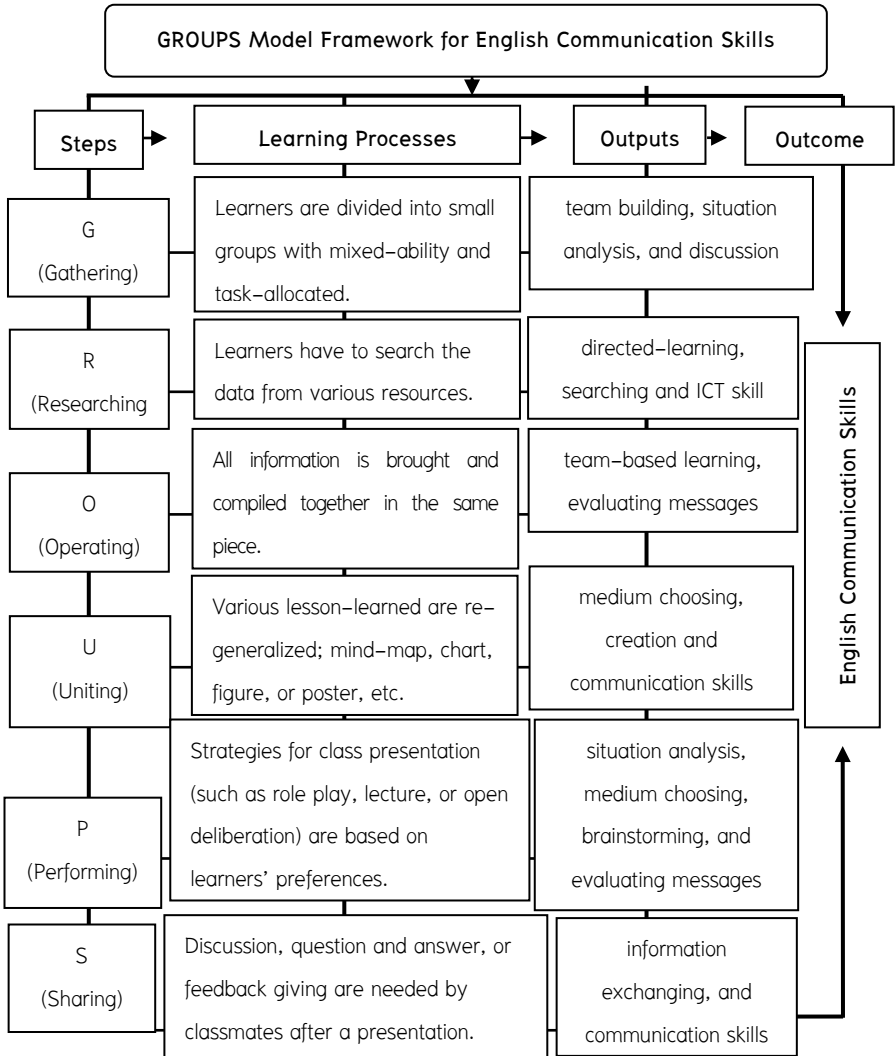 GROUPS Model Framework for English Communication Skills
Steps
Learning Processes
Outputs
Outcome
G
(Gathering)
Learners are divided into small
groups with mixed-ability and
task-allocated.
team building, situation
analysis, and discussion
R
(Researching
Learners have to search the
data from various resources.
directed-learning,
searching and ICT skill
O
(Operating)
All information is brought and
compiled together in the same
piece.
team-based learning,
evaluating messages
U
(Uniting)
Various lesson-learned are re-
generalized; mind-map, chart,
figure, or poster, etc.
medium choosing,
creation and
communication skills
P
(Performing)
Strategies for class presentation
(such as role play, lecture, or open
deliberation) are based on
learners' preferences.
situation analysis,
medium choosing,
brainstorming, and
evaluating messages
S
(Sharing)
Discussion, question and answer, or
feedback giving are needed by
classmates after a presentation.
information
exchanging, and
communication skills
English Communication Skills